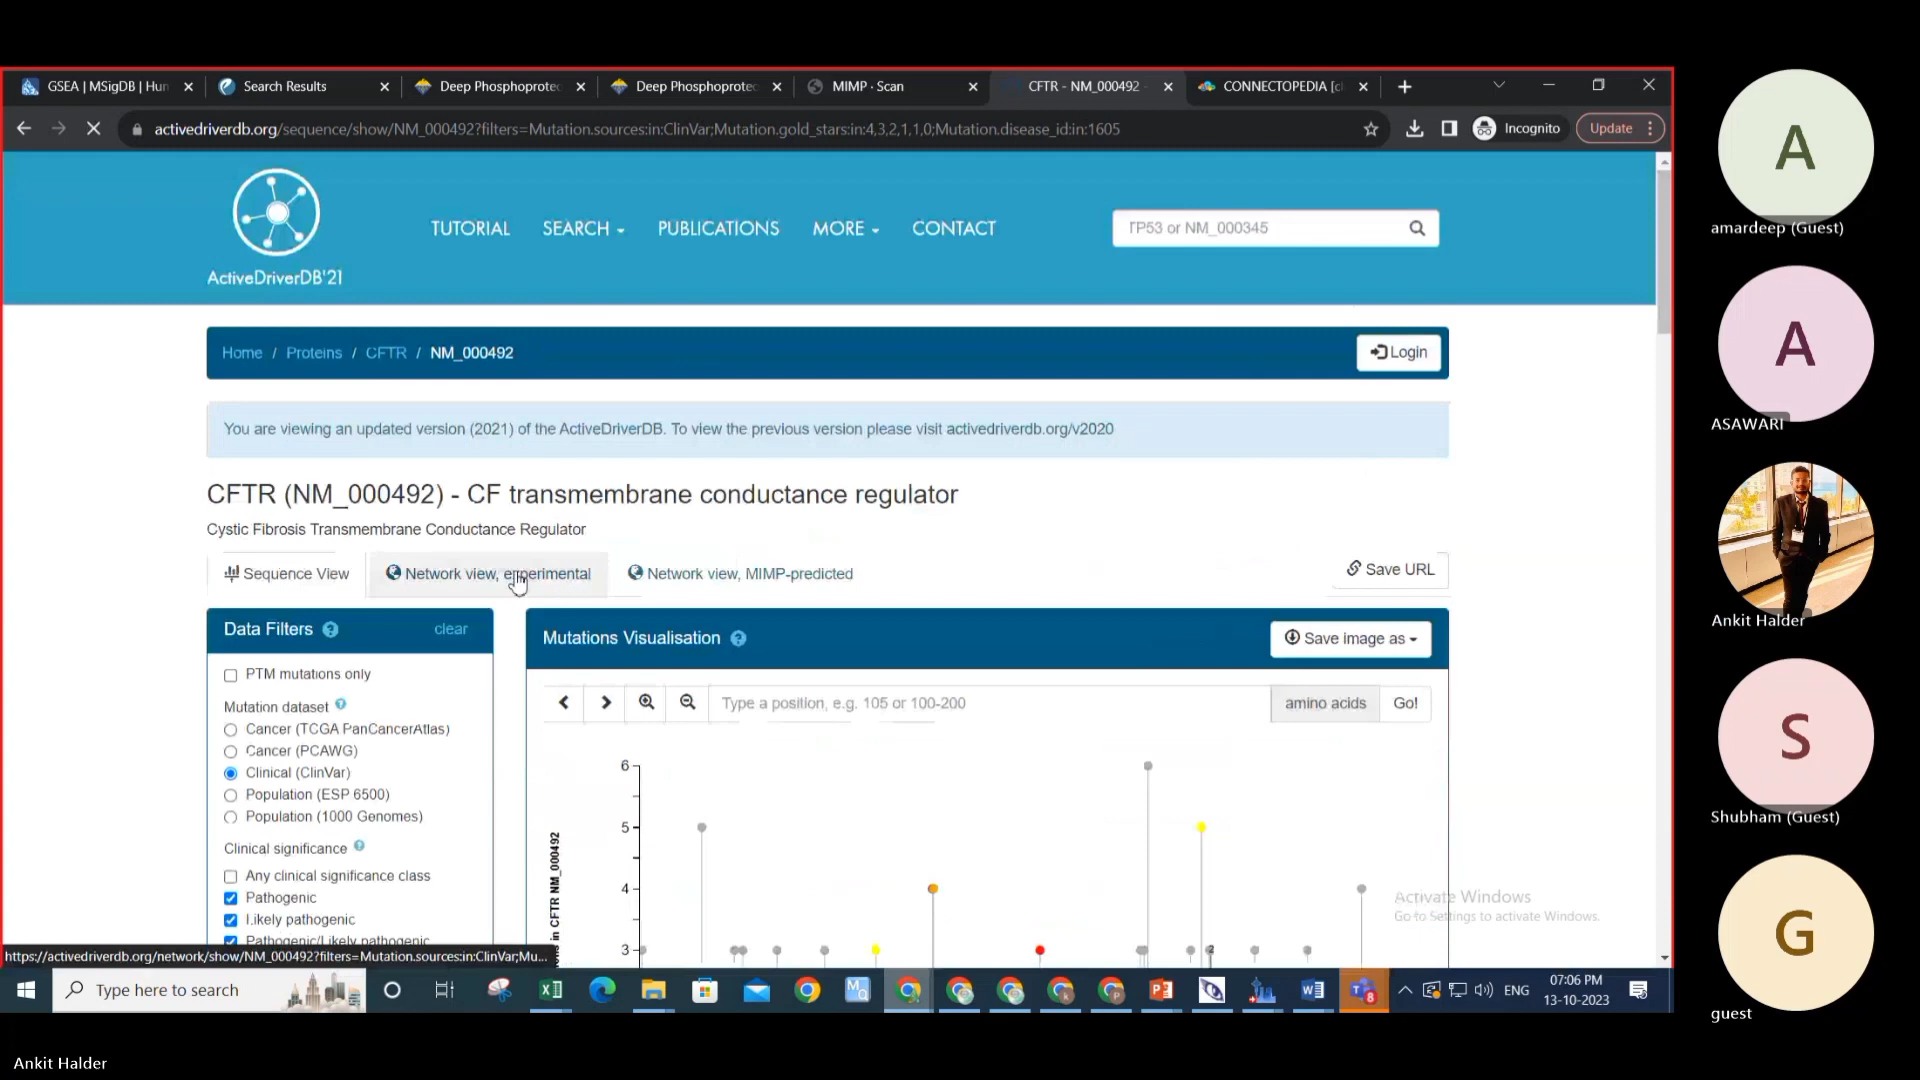 GSEA | MSigDB | Hun
Search Results
Deep Phosphoprotec
Deep Phosphoprotec
MIMP · Scan
CFTR - NM_000492
CONNECTOPEDIA [cl
activedriverdb.org/sequence/show/NM_000492?filters=Mutation.sources:in:ClinVar;Mutation.gold_stars:in:4,3,2,1,1,0;Mutation.disease_id:in:1605
Incognito
Update
ActiveDriverDB'21
TUTORIAL
SEARCH
PUBLICATIONS
MORE
CONTACT
TP53 or NM_000345
Home / Proteins / CFTR / NM_000492
Login
You are viewing an updated version (2021) of the ActiveDriverDB. To view the previous version please visit activedriverdb.org/v2020
CFTR (NM_000492) - CF transmembrane conductance regulator
Cystic Fibrosis Transmembrane Conductance Regulator
Sequence View
Network view, experimental
Network view, MIMP-predicted
Save URL
Data Filters
clear
PTM mutations only
Mutation dataset
Cancer (TCGA PanCancerAtlas)
Cancer (PCAWG)
Clinical (ClinVar)
Population (ESP 6500)
Population (1000 Genomes)
Clinical significance
Any clinical significance class
Pathogenic
Likely pathogenic
Pathogenic/Likely pathogenic
Mutations Visualisation
Save image as
Type a position, e.g. 105 or 100-200
amino acids
Go!
6
5
4
3
2
ns in CFTR NM_000492
Activate Windows
Go to Settings to activate Windows.
https://activedriverdb.org/network/show/NM_000492?filters=Mutation.sources:in:ClinVar;Mu...
Type here to search
ENG
07:06 PM
13-10-2023
A
amardeep (Guest)
A
ASAWARI
Ankit Halder
S
Shubham (Guest)
G
guest
Ankit Halder